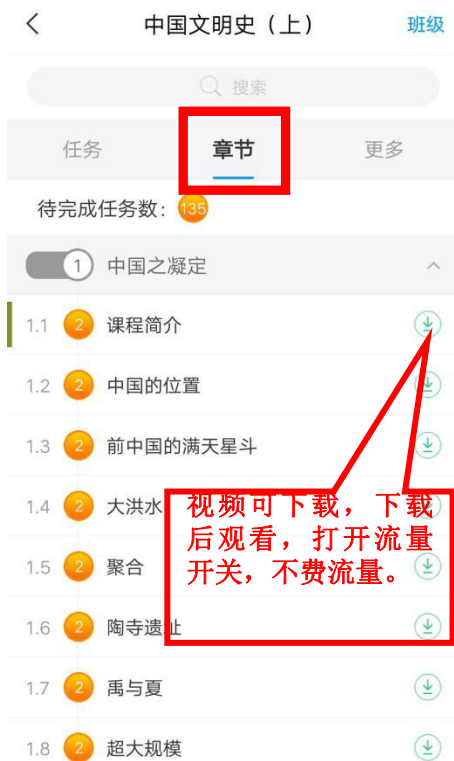 中国文明史（上）
班级
搜索
任务
章节
更多
待完成任务数：
135
1
中国之凝定
1.1 2 课程简介
1.2 2 中国的位置
1.3 2 前中国的满天星斗
1.4 2 大洪水
视频可下载，下载
后观看，打开流量
开关，不费流量。
1.5 2 聚合
1.6 2 陶寺遗址
1.7 2 禹与夏
1.8 2 超大规模